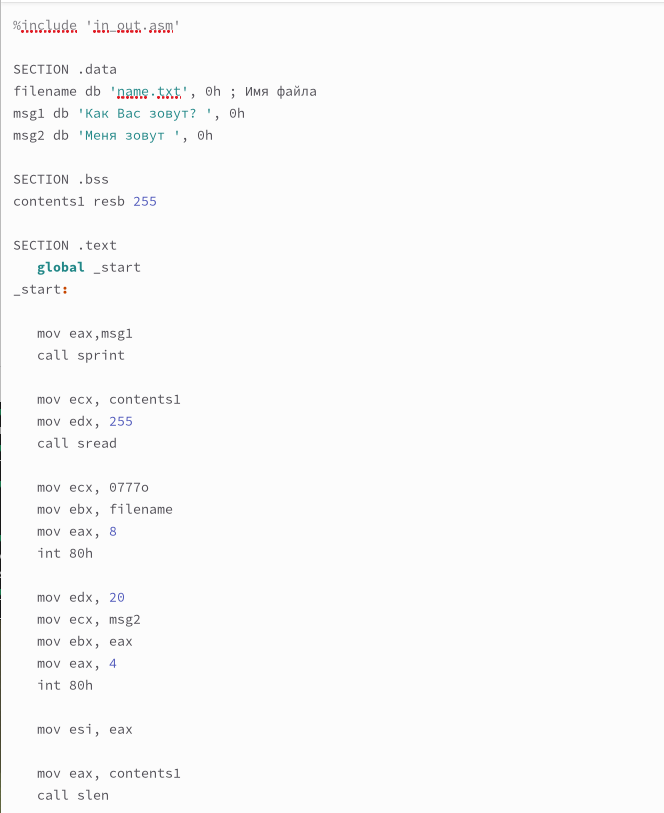 %include 'in_out.asm'
SECTION .data
filename db 'name.txt', 0h ; Имя файла
msg1 db 'Как Вас зовут? ', 0h
msg2 db 'Меня зовут ', 0h
SECTION .bss
contents1 resb 255
SECTION .text
global _start
_start:
mov eax,msg1
call sprint
mov ecx, contents1
mov edx, 255
call sread
mov ecx, 0777o
mov ebx, filename
mov eax, 8
int 80h
mov edx, 20
mov ecx, msg2
mov ebx, eax
mov eax, 4
int 80h
mov esi, eax
mov eax, contents1
call slen